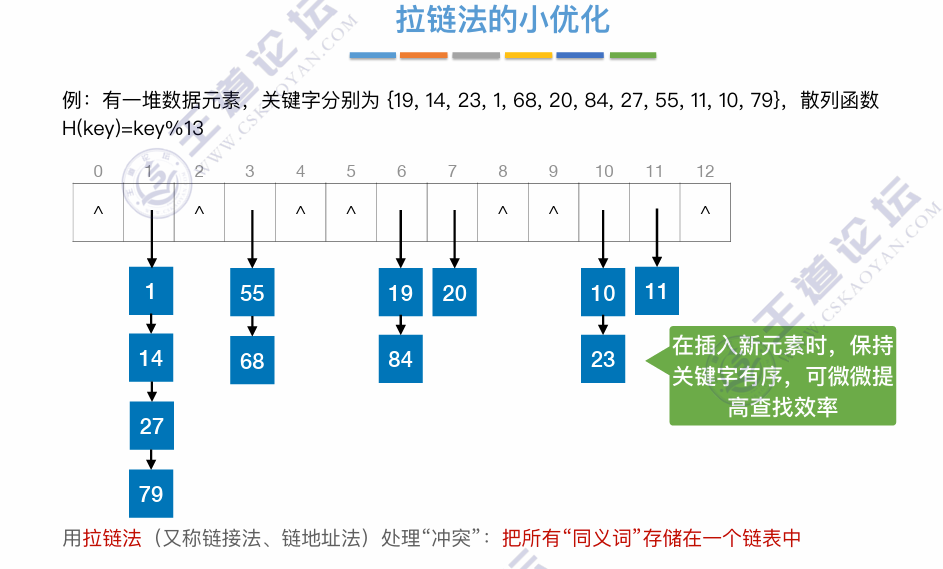 拉链法的小优化
例：有一堆数据元素，关键字分别为 {19, 14, 23, 1, 68, 20, 84, 27, 55, 11, 10, 79}，散列函数
H(key)=key%13
0 1 2 3 4 5 6 7 8 9 10 11 12
^ ^ ^ ^ ^ ^ ^
1 55 19 20 10 11
14 68 84 23
27
79
在插入新元素时，保持
关键字有序，可微微提
高查找效率
用拉链法（又称链接法、链地址法）处理“冲突”：把所有“同义词”存储在一个链表中
王道论坛
WWW.CSKAOYAN.COM
王道论坛
WWW.CSKAOYAN.COM